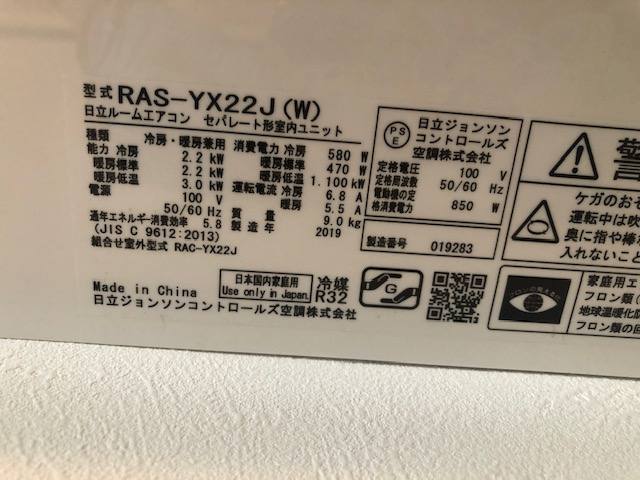 型式 RAS-YX22J(W)
日立ルームエアコン セパレート形室内ユニット
種類 冷房・暖房兼用
能力 冷房 2.2 kW
暖房標準 2.2 kW
暖房低温 3.0 kW
電源 100 V
50/60 Hz
通年エネルギー消費効率 5.8
(JIS C 9612:2013)
組合せ室外型式 RAC-YX22J
消費電力 冷房 580 W
暖房標準 470 W
暖房低温 1,100 kW
運転電流 冷房 6.8 A
暖房 5.5 A
質量 9.0 kg
製造年 2019
PSE
日立ジョンソン
コントロールズ
空調株式会社
定格電圧 100 V
定格周波数 50/60 Hz
電動機の定
格消費電力 850 W
製造番号 019283
Made in China
日本国内家庭用
Use only in Japan.
冷媒
R32
日立ジョンソンコントロールズ空調株式会社
G
警
ケガのおそ
運転中は吹
奥に指や棒
入れないこと
フロンの見える化
家庭用エ
フロン類
地球温暖化
フロン類の回